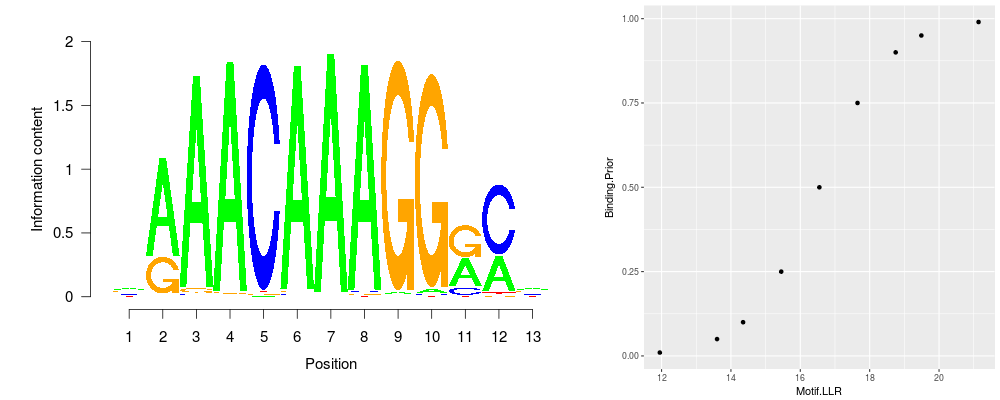 Information content
2
1.5
1
0.5
0
A
G
A
A
C
A
A
A
G
G
G
A
C
C
A
1 2 3 4 5 6 7 8 9 10 11 12 13
Position
Binding.Prior
1.00
0.75
0.50
0.25
0.00
12 14 16 18 20
Motif.LLR